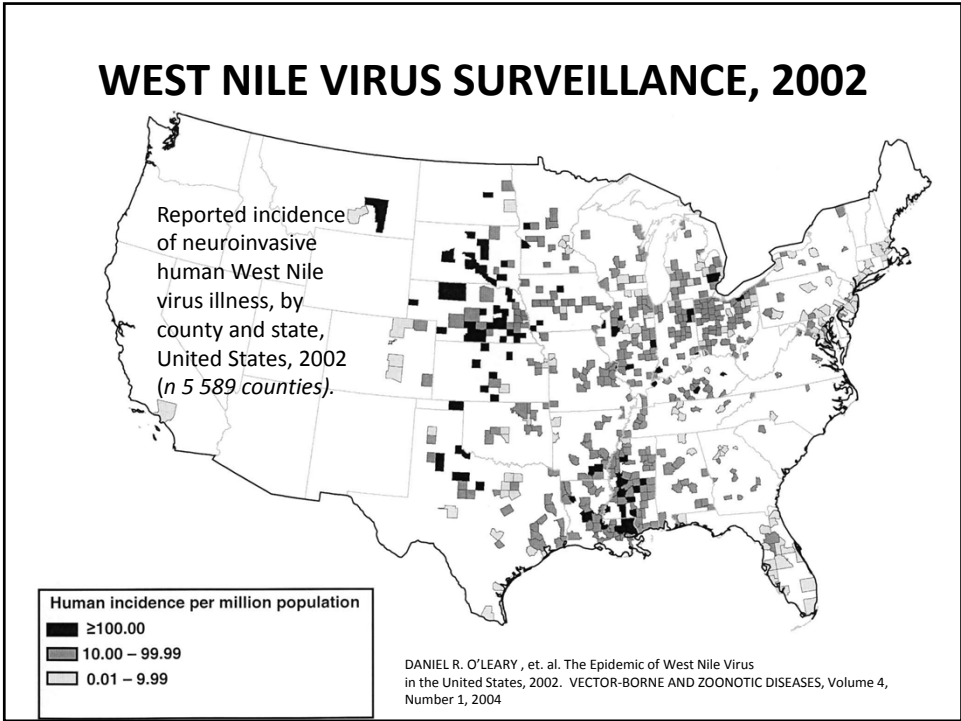 WEST NILE VIRUS SURVEILLANCE, 2002
Reported incidence
of neuroinvasive
human West Nile
virus illness, by
county and state,
United States, 2002
(n 5 589 counties).
Human incidence per million population
≥100.00
10.00 – 99.99
0.01 – 9.99
DANIEL R. O’LEARY , et. al. The Epidemic of West Nile Virus
in the United States, 2002.  VECTOR-BORNE AND ZOONOTIC DISEASES, Volume 4,
Number 1, 2004